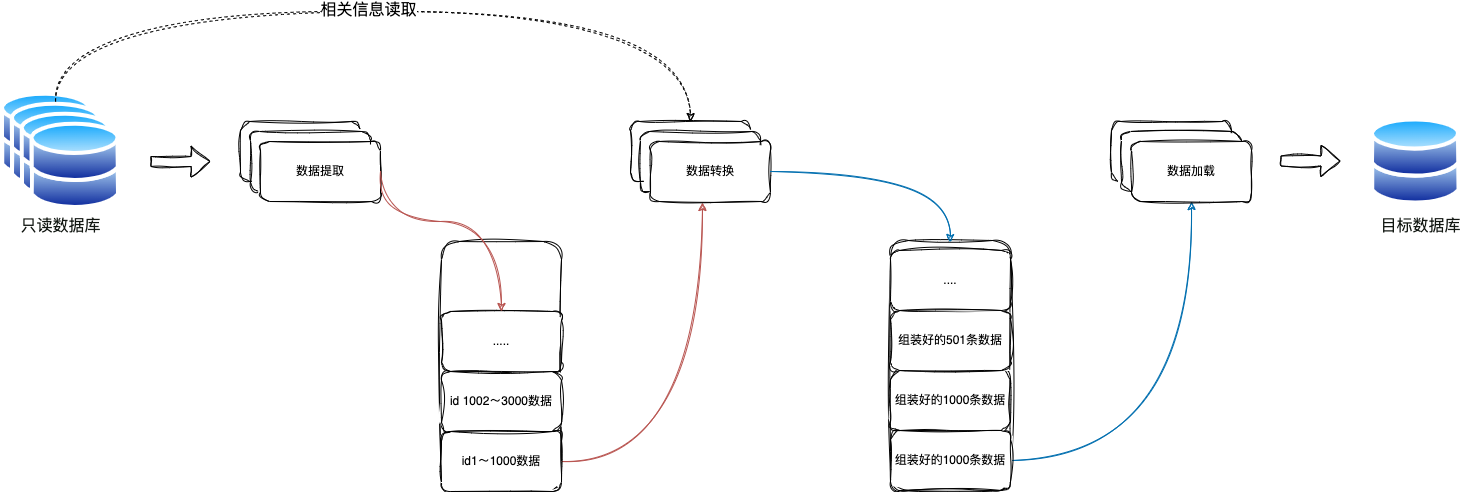 相关信息读取
只读数据库
数据提取
数据转换
数据加载
目标数据库
.....
id 1002～3000数据
id1～1000数据
....
组装好的501条数据
组装好的1000条数据
组装好的1000条数据